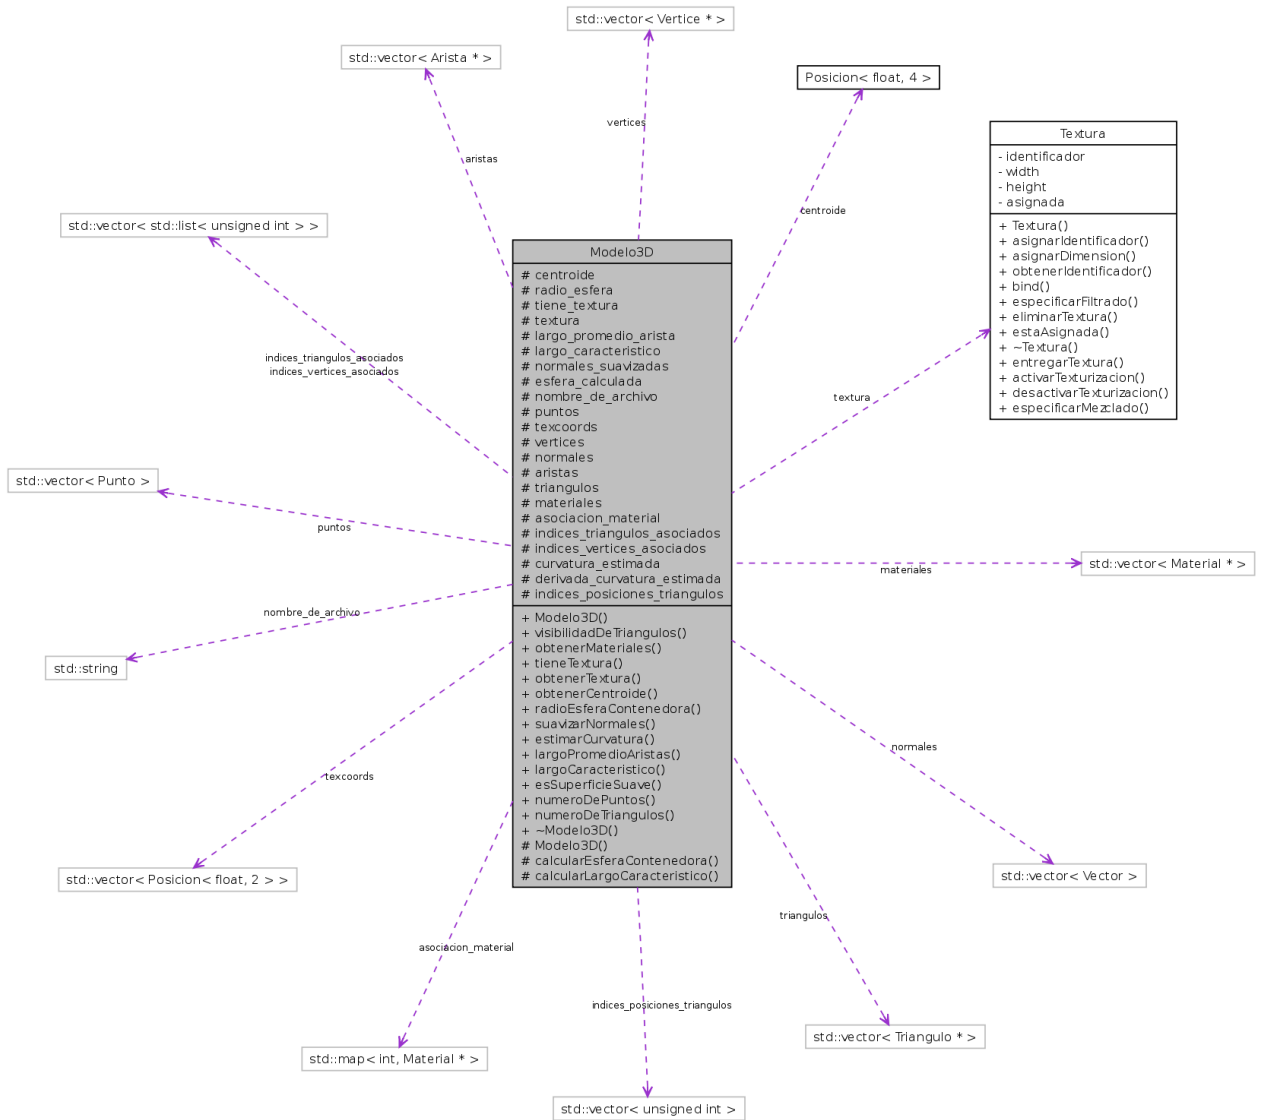 std::vector< Vertice * >
std::vector< Arista * >
Posicion< float, 4 >
vertices
aristas
Textura
- identificador
- width
- height
- asignada
+ Textura()
+ asignarIdentificador()
+ asignarDimension()
+ obtenerIdentificador()
+ bind()
+ especificarFiltrado()
+ eliminarTextura()
+ estaAsignada()
+ ~Textura()
+ entregarTextura()
+ activarTexturizacion()
+ desactivarTexturizacion()
+ especificarMezclado()
centroide
std::vector< std::list< unsigned int > >
Modelo3D
# centroide
# radio_esfera
# tiene_textura
# textura
# largo_promedio_arista
# largo_caracteristico
# normales_suavizadas
# esfera_calculada
# nombre_de_archivo
# puntos
# texcoords
# vertices
# normales
# aristas
# triangulos
# materiales
# asociacion_material
# indices_triangulos_asociados
# indices_vertices_asociados
# curvatura_estimada
# derivada_curvatura_estimada
# indices_posiciones_triangulos
+ Modelo3D()
+ visibilidadDeTriangulos()
+ obtenerMateriales()
+ tieneTextura()
+ obtenerTextura()
+ obtenerCentroide()
+ radioEsferaContenedora()
+ suavizarNormales()
+ estimarCurvatura()
+ largoPromedioAristas()
+ largoCaracteristico()
+ esSuperficieSuave()
+ numeroDePuntos()
+ numeroDeTriangulos()
+ ~Modelo3D()
# Modelo3D()
# calcularEsferaContenedora()
# calcularLargoCaracteristico()
indices_triangulos_asociados
indices_vertices_asociados
textura
std::vector< Punto >
puntos
materiales
std::vector< Material * >
nombre_de_archivo
std::string
normales
texcoords
std::vector< Posicion< float, 2 > >
std::vector< Vector >
triangulos
asociacion_material
indices_posiciones_triangulos
std::vector< Triangulo * >
std::map< int, Material * >
std::vector< unsigned int >